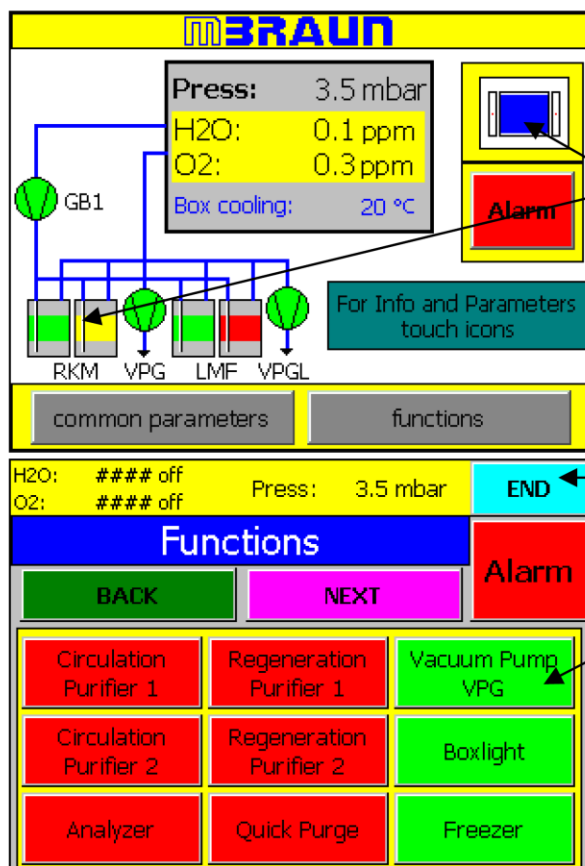 mBRAUN
Press: 3.5 mbar
H2O: 0.1 ppm
O2: 0.3 ppm
Box cooling: 20 °C
Alarm
GB1
For Info and Parameters
touch icons
RKM VPG LMF VPGL
common parameters functions
H2O: #### off
O2: #### off
Press: 3.5 mbar
END
Functions
Alarm
BACK NEXT
Circulation
Purifier 1
Regeneration
Purifier 1
Vacuum Pump
VPG
Circulation
Purifier 2
Regeneration
Purifier 2
Boxlight
Analyzer
Quick Purge
Freezer